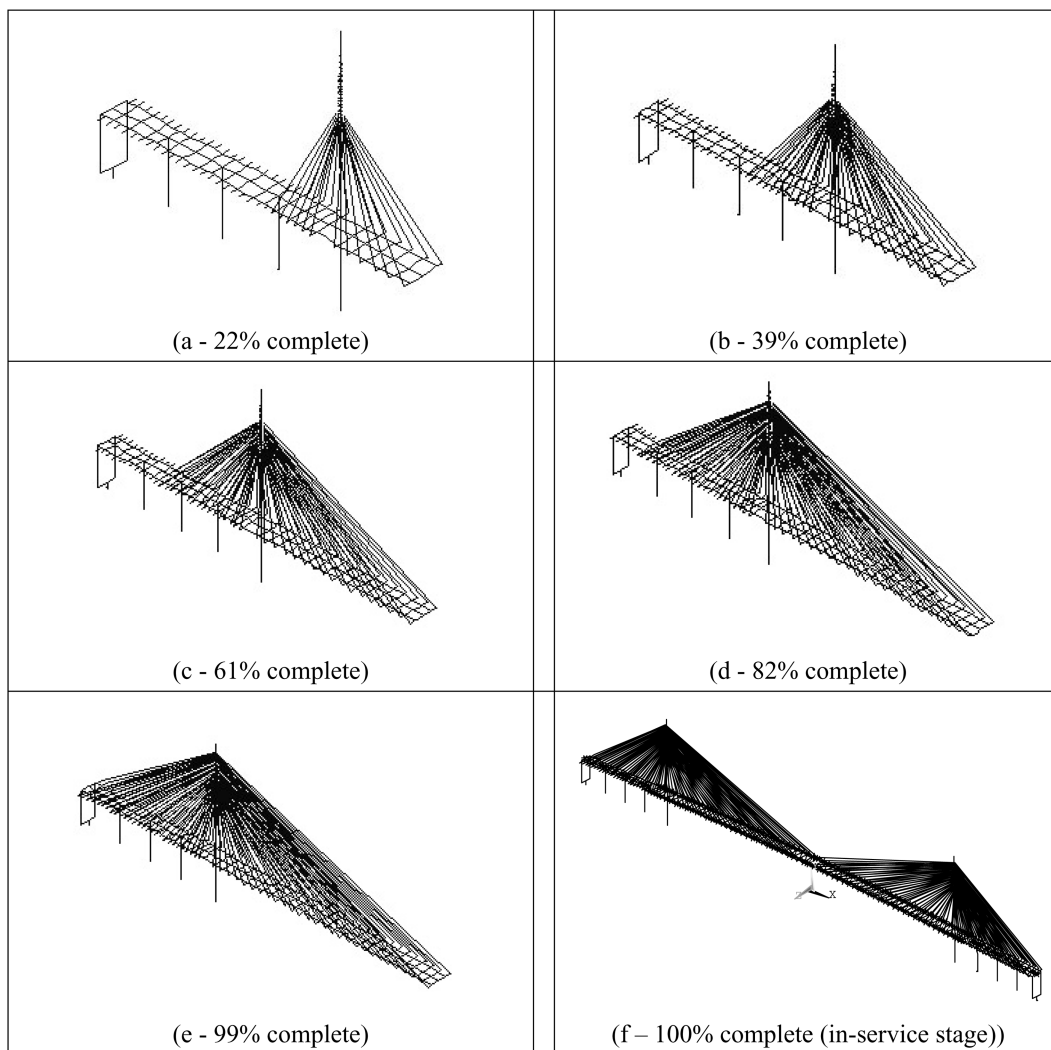 (a - 22% complete)
(b - 39% complete)
(c - 61% complete)
(d - 82% complete)
(e - 99% complete)
Z X
(f – 100% complete (in-service stage))